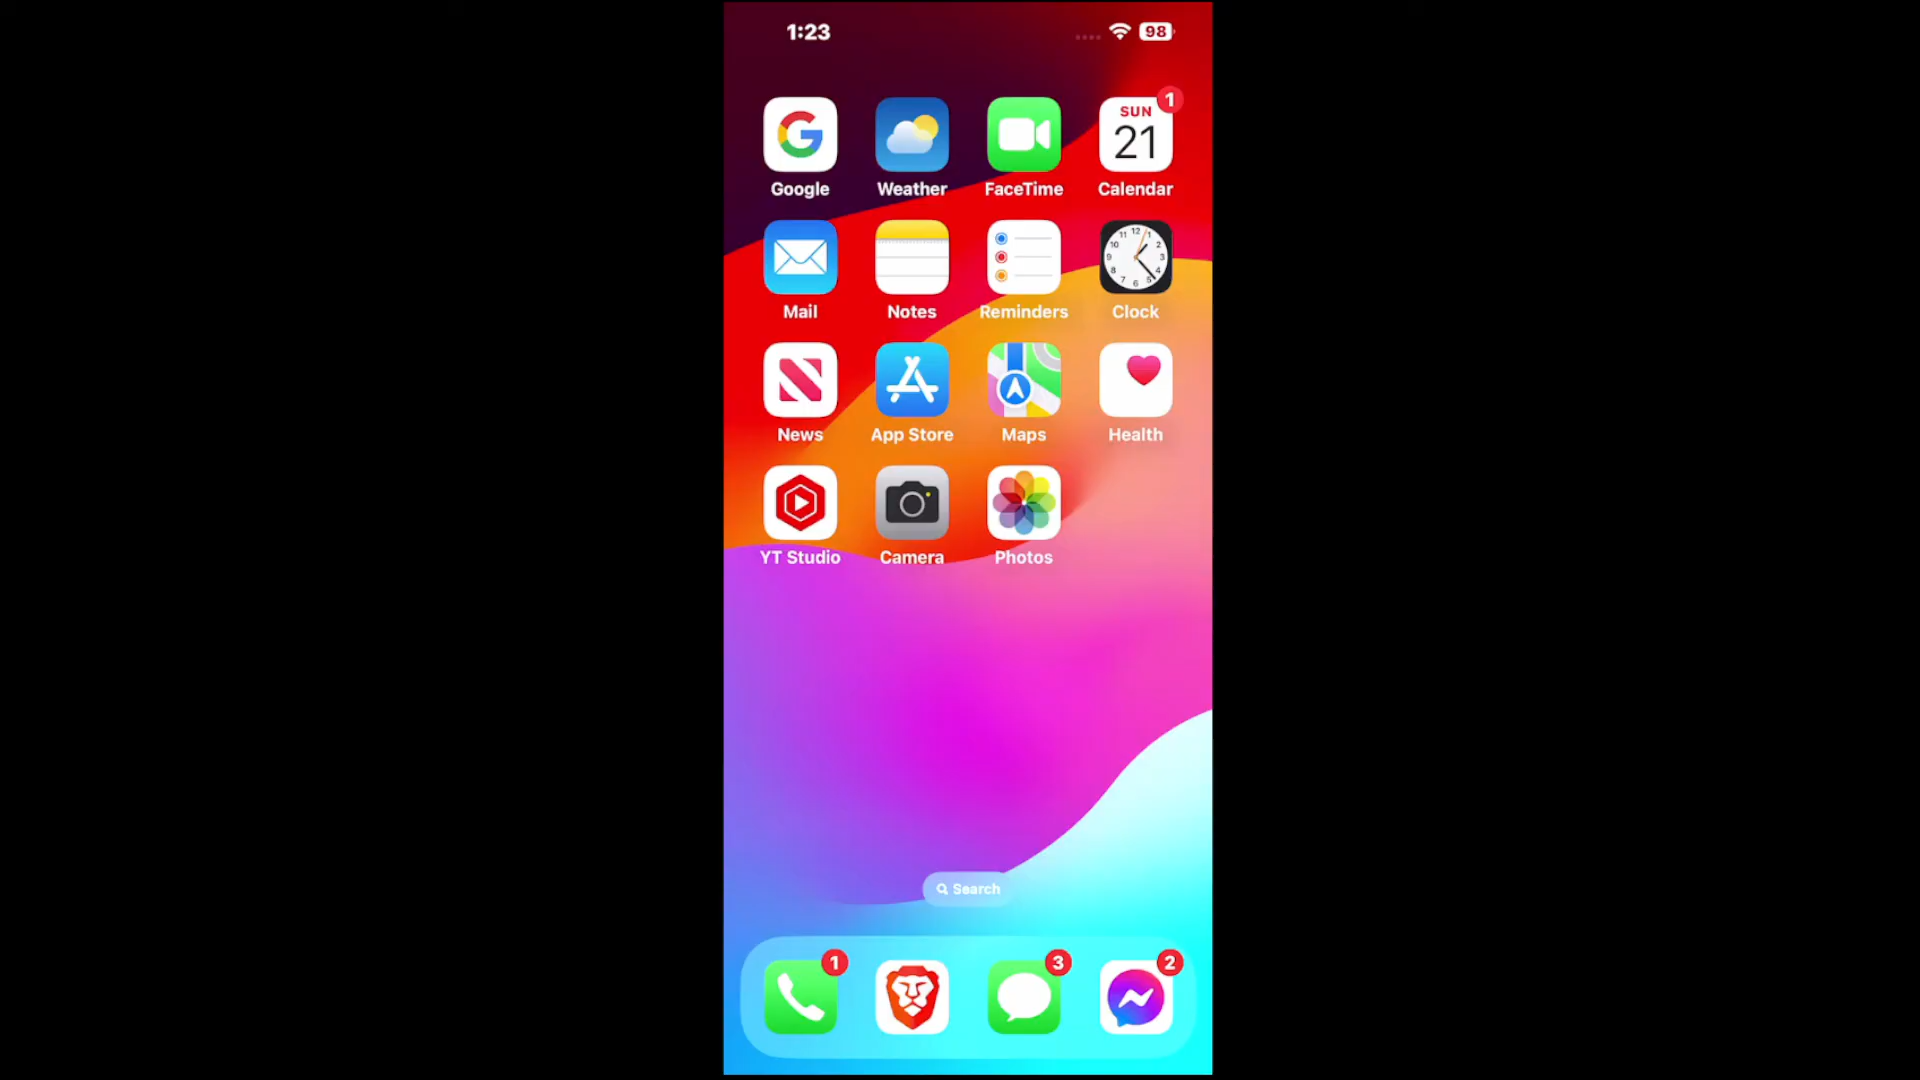 1:23 98
1
SUN
21
Google Weather FaceTime Calendar
Mail Notes Reminders Clock
News App Store Maps Health
YT Studio Camera Photos
Search
1 3 2